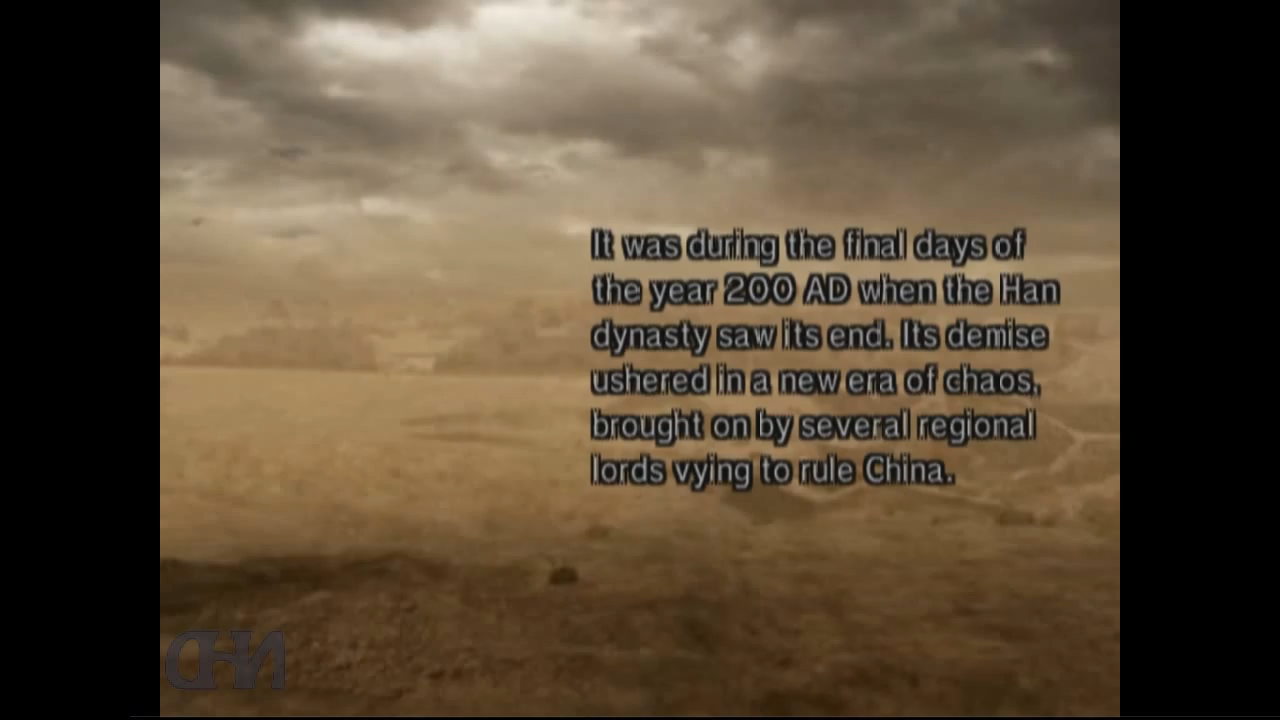 It was during the final days of
the year 200 AD when the Han
dynasty saw its end. Its demise
ushered in a new era of chaos,
brought on by several regional
lords vying to rule China.